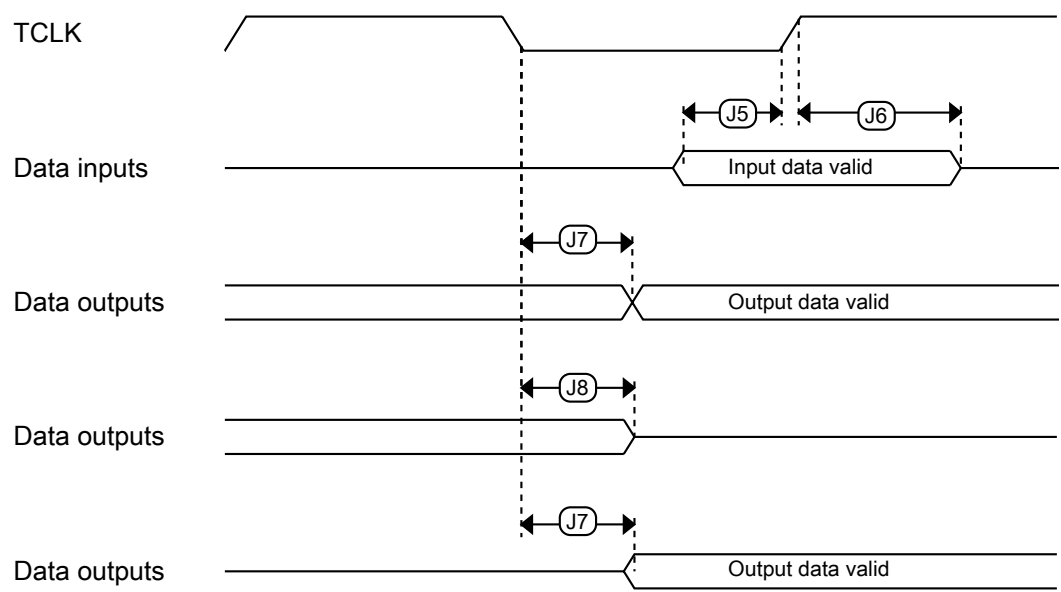 TCLK
J5
J6
Data inputs
Input data valid
J7
Data outputs
Output data valid
J8
Data outputs
J7
Data outputs
Output data valid